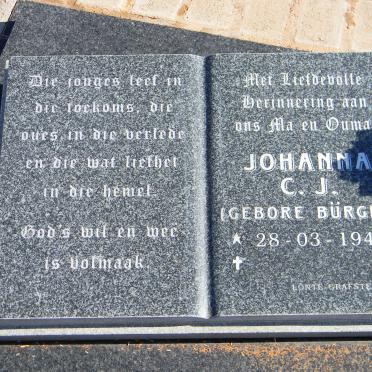 Die jonges leef in
die toekoms, die
oues, in die verlede
en die wat liefhet
in die hemel.
God's wil en weë
is volmaak.
Met Liefdevolle
Herinnering aan
ons Ma en Ouma
JOHANNA
C. J.
(GEBORE BÜRG
* 28-03-194
✝
LONTE-GRAFSTE